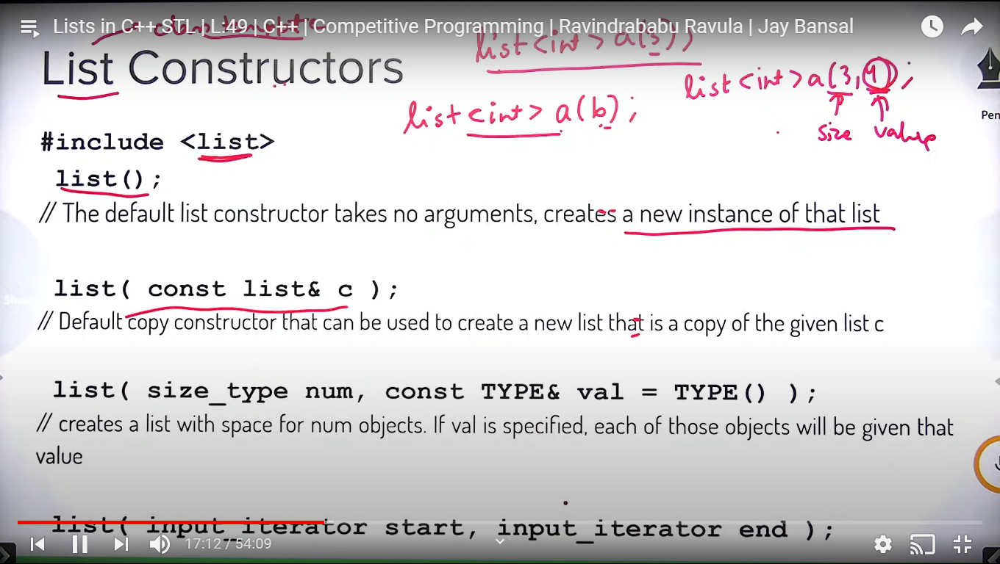 Lists in C++ STL | L:49 | C++ | Competitive Programming | Ravindrababu Ravula | Jay Bansal
list<int> a(3))
List Constructors
list<int> a(3,4);
size value
list<int> a(b);
Pen
#include <list>
list();
// The default list constructor takes no arguments, creates a new instance of that list
list( const list& c );
// Default copy constructor that can be used to create a new list that is a copy of the given list c
list( size_type num, const TYPE& val = TYPE() );
// creates a list with space for num objects. If val is specified, each of those objects will be given that
value
list( input_iterator start, input_iterator end );
17:12 / 54:09